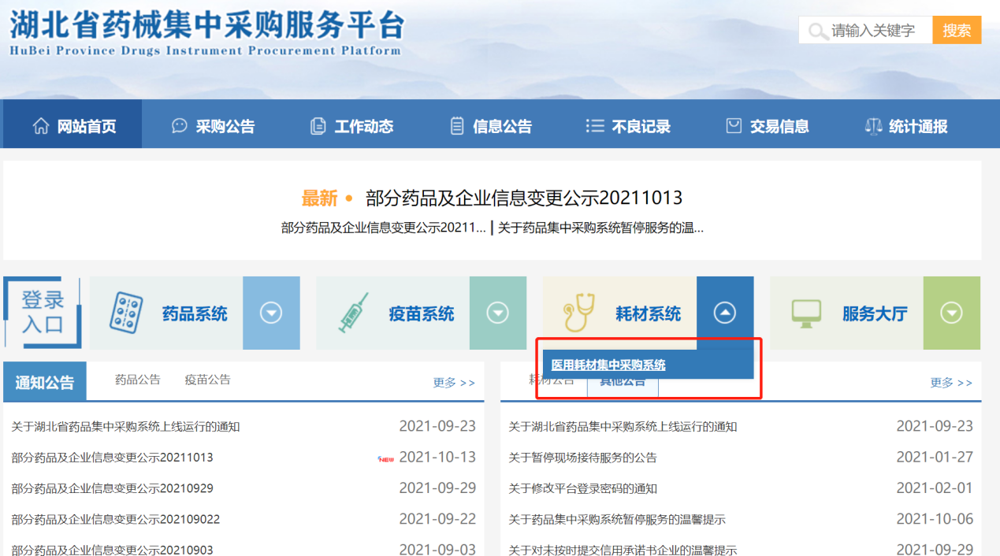 湖北省药械集中采购服务平台
HuBei Province Drugs Instrument Procurement Platform
请输入关键字 搜索
网站首页 采购公告 工作动态 信息公告 不良记录 交易信息 统计通报
最新 • 部分药品及企业信息变更公示20211013
部分药品及企业信息变更公示20211... | 关于药品集中采购系统暂停服务的温...
登录
入口
药品系统 疫苗系统 耗材系统 服务大厅
医用耗材集中采购系统
通知公告 药品公告 疫苗公告 更多 >>
耗材公告 其他公告 更多 >>
关于湖北省药品集中采购系统上线运行的通知 2021-09-23
部分药品及企业信息变更公示20211013 NEW 2021-10-13
部分药品及企业信息变更公示20210929 2021-09-29
部分药品及企业信息变更公示202109022 2021-09-22
部分药品及企业信息变更公示20210903 2021-09-03
关于湖北省药品集中采购系统上线运行的通知 2021-09-23
关于暂停现场接待服务的公告 2021-01-27
关于修改平台登录密码的通知 2021-02-01
关于药品集中采购系统暂停服务的温馨提示 2021-10-06
关于对未按时提交信用承诺书企业的温馨提示 2021-09-29